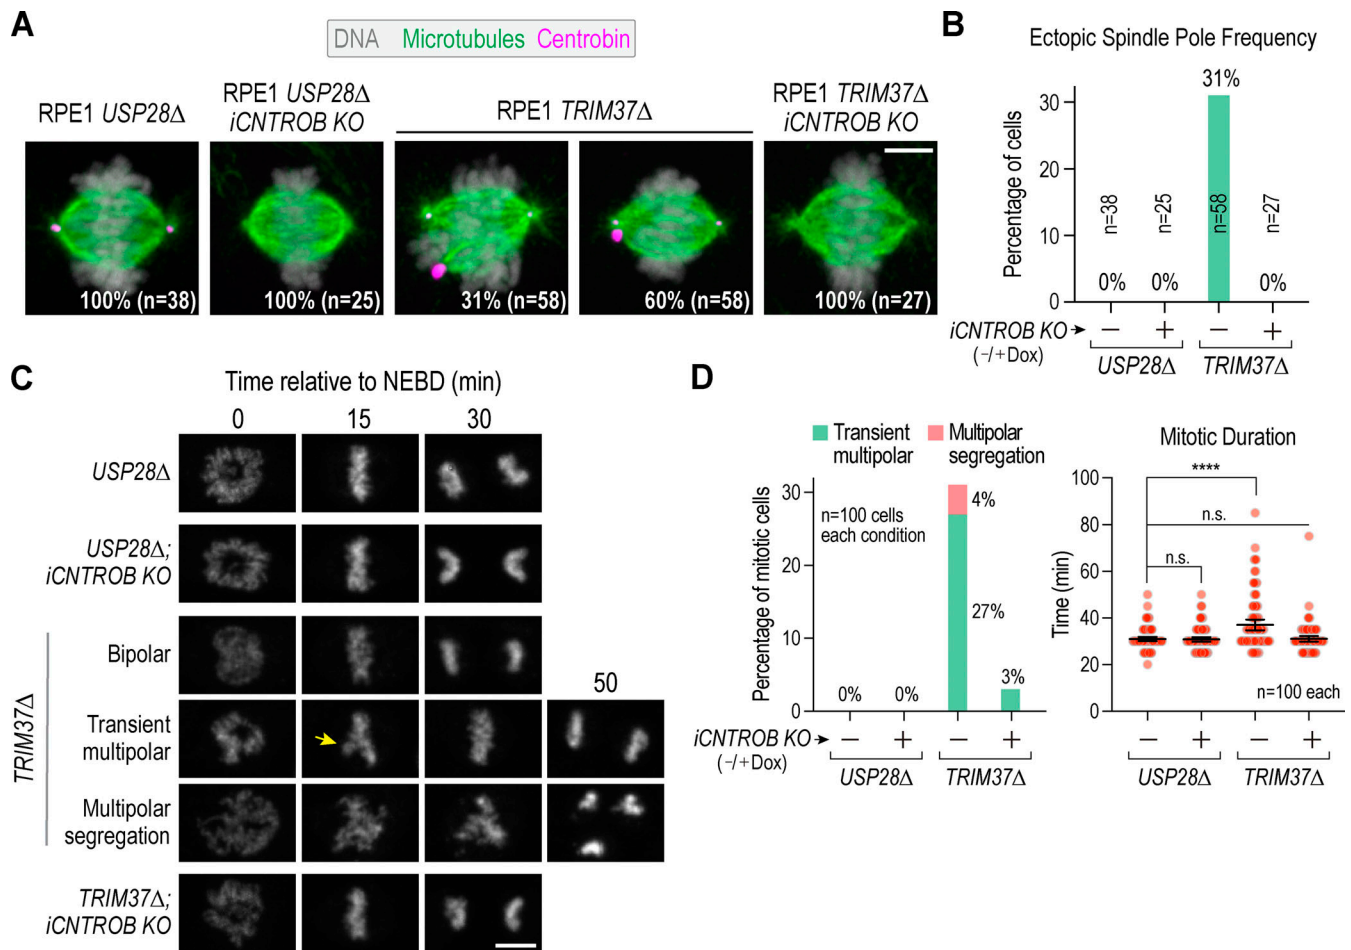 A
DNA Microtubules Centrobin
RPE1 USP28Δ
RPE1 USP28Δ
iCNTROB KO
RPE1 TRIM37Δ
RPE1 TRIM37Δ
iCNTROB KO
100% (n=38)
100% (n=25)
31% (n=58)
60% (n=58)
100% (n=27)
B
Ectopic Spindle Pole Frequency
Percentage of cells
30
20
10
0
n=38
n=25
n=58
n=27
0%
0%
31%
0%
iCNTROB KO
(−/+Dox)
− + − +
USP28Δ
TRIM37Δ
C
Time relative to NEBD (min)
0 15 30
USP28Δ
USP28Δ;
iCNTROB KO
TRIM37Δ
Bipolar
50
Transient
multipolar
Multipolar
segregation
TRIM37Δ;
iCNTROB KO
D
Transient
multipolar
Multipolar
segregation
Percentage of mitotic cells
30
20
10
0
n=100 cells
each condition
0%
0%
4%
27%
3%
iCNTROB KO
(−/+Dox)
− + − +
USP28Δ
TRIM37Δ
Mitotic Duration
Time (min)
100
80
60
40
20
0
****
n.s.
n.s.
n=100 each
− + − +
USP28Δ
TRIM37Δ